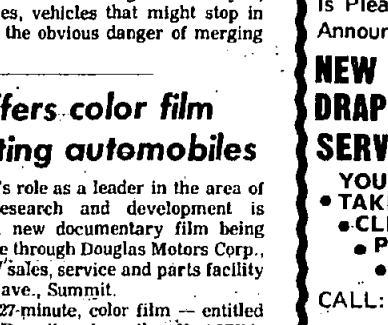 es, vehicles that might stop in
the obvious danger of merging
fers color film
ting automobiles
's role as a leader in the area of
esearch and development is
new documentary film being
e through Douglas Motors Corp.,
sales, service and parts facility
ave., Summit.
27-minute, color film — entitled
is Plea
Announ
NEW
DRAP
SERV
YOU
• TAK
• CL
• P
•
CALL: